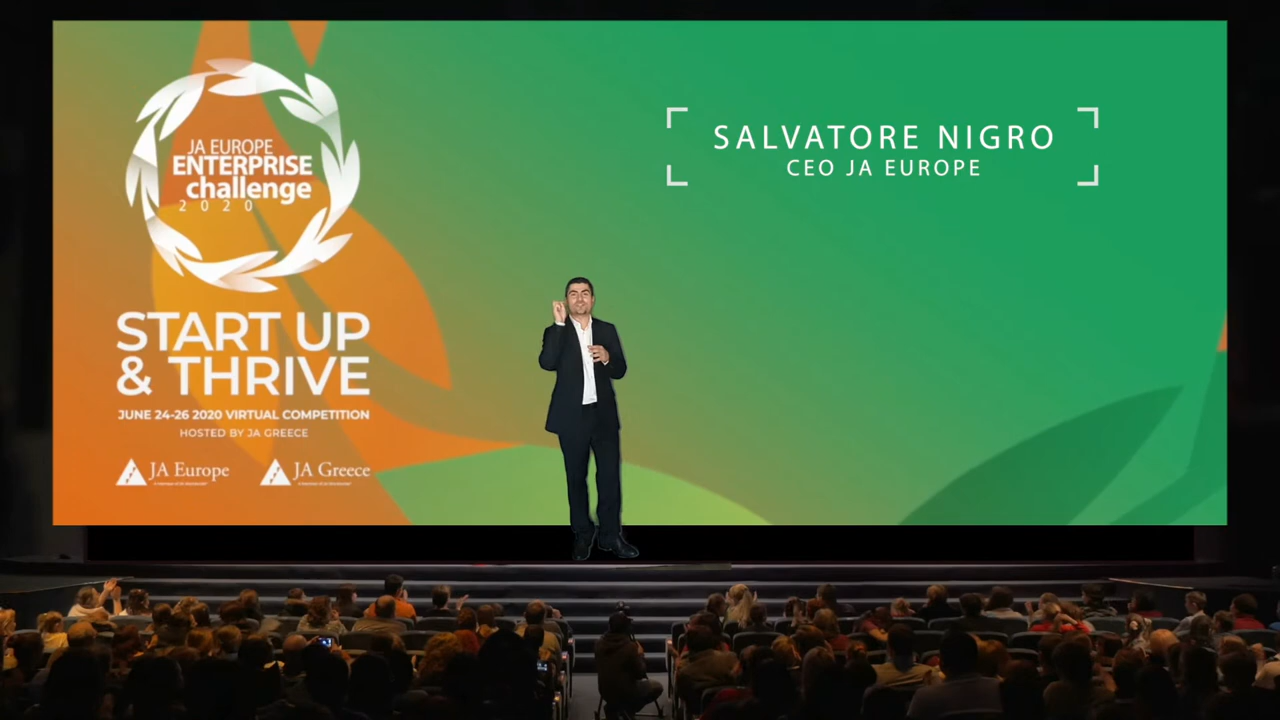 JA EUROPE
ENTERPRISE
challenge
2020
START UP
& THRIVE
JUNE 24-26 2020 VIRTUAL COMPETITION
HOSTED BY JA GREECE
JA Europe
JA Greece
SALVATORE NIGRO
CEO JA EUROPE